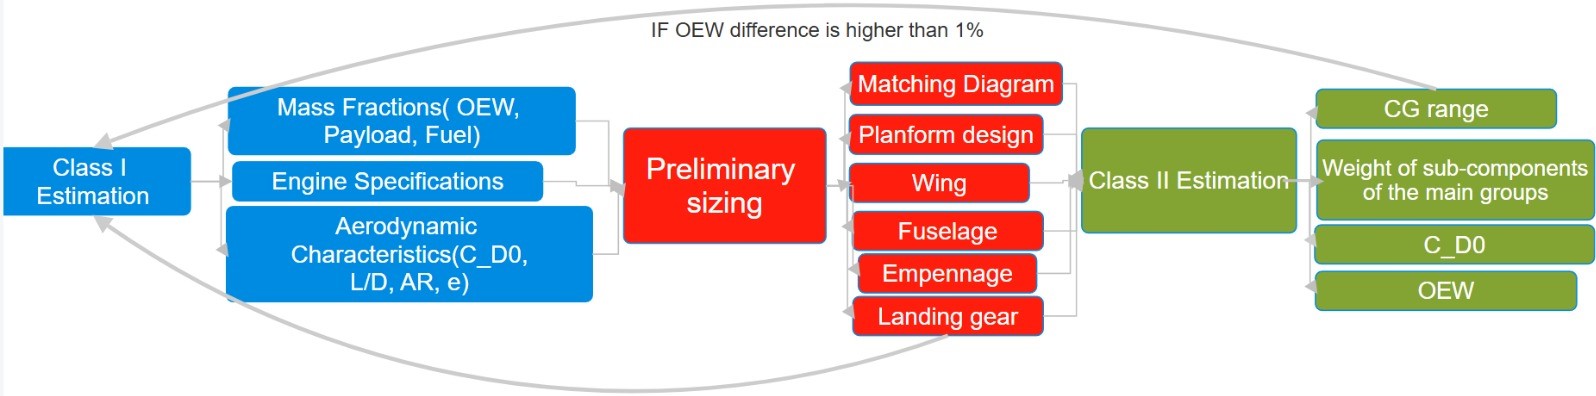 IF OEW difference is higher than 1%
Class I
Estimation
Mass Fractions( OEW,
Payload, Fuel)
Engine Specifications
Aerodynamic
Characteristics(C_D0,
L/D, AR, e)
Preliminary
sizing
Matching Diagram
Planform design
Wing
Fuselage
Empennage
Landing gear
Class II Estimation
CG range
Weight of sub-components
of the main groups
C_D0
OEW